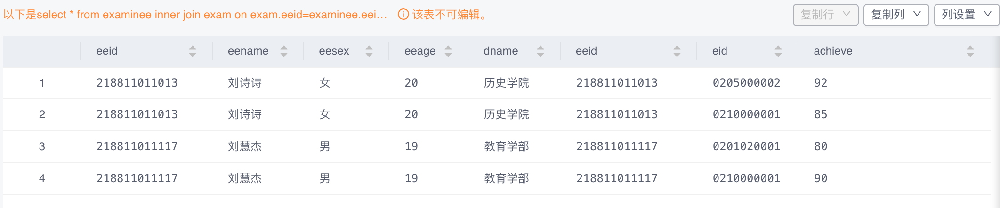 以下是select * from examinee inner join exam on exam.eeid=examinee.eei... 该表不可编辑。 复制行 复制列 列设置
eeid eename eesex eeage dname eeid eid achieve
1 218811011013 刘诗诗 女 20 历史学院 218811011013 0205000002 92
2 218811011013 刘诗诗 女 20 历史学院 218811011013 0210000001 85
3 218811011117 刘慧杰 男 19 教育学部 218811011117 0201020001 80
4 218811011117 刘慧杰 男 19 教育学部 218811011117 0210000001 90